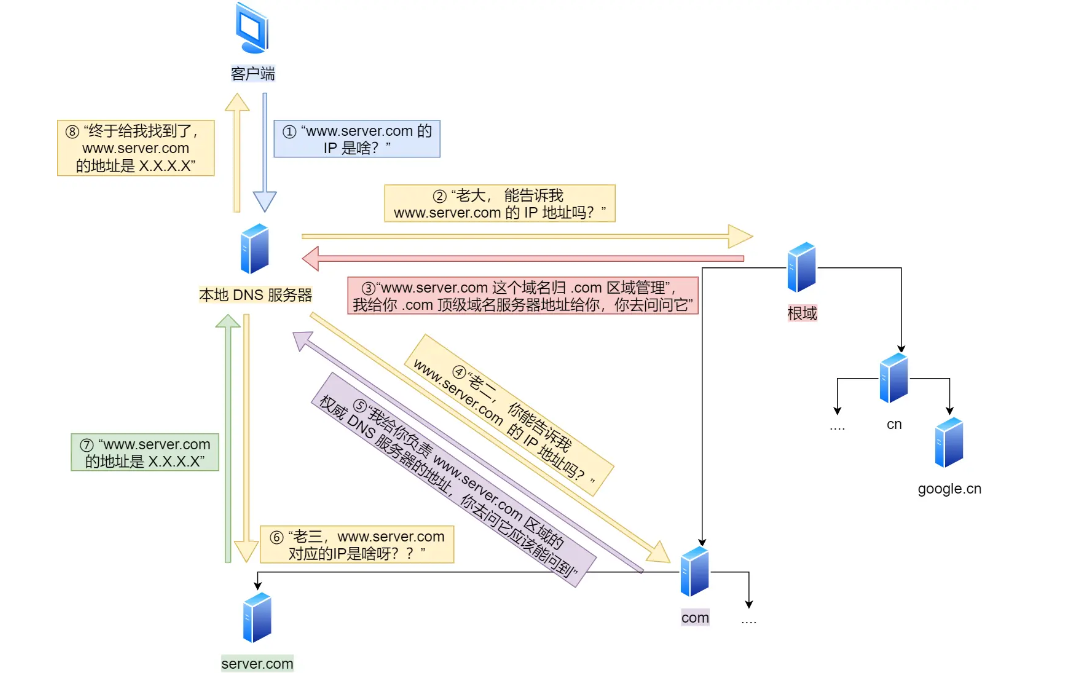 客户端
⑧ “终于给我找到了，
www.server.com
的地址是 X.X.X.X”
① “www.server.com 的
IP 是啥？”
② “老大， 能告诉我
www.server.com 的 IP 地址吗？”
本地 DNS 服务器
③“www.server.com 这个域名归 .com 区域管理”，
我给你 .com 顶级域名服务器地址给你，你去问问它”
根域
④“老二， 你能告诉我
www.server.com 的 IP 地址吗？”
⑤“我给你负责 www.server.com 区域的
权威 DNS 服务器的地址，你去问它应该能问到”
....
cn
google.cn
⑦ “www.server.com
的地址是 X.X.X.X”
⑥ “老三，www.server.com
对应的IP是啥呀？？”
com
....
server.com